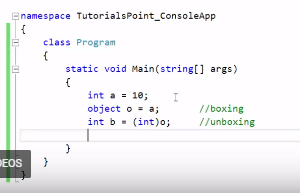 namespace TutorialsPoint_ConsoleApp
{
class Program
{
static void Main(string[] args)
{
int a = 10;
object o = a; //boxing
int b = (int)o; //unboxing
}
DEOS
}
}